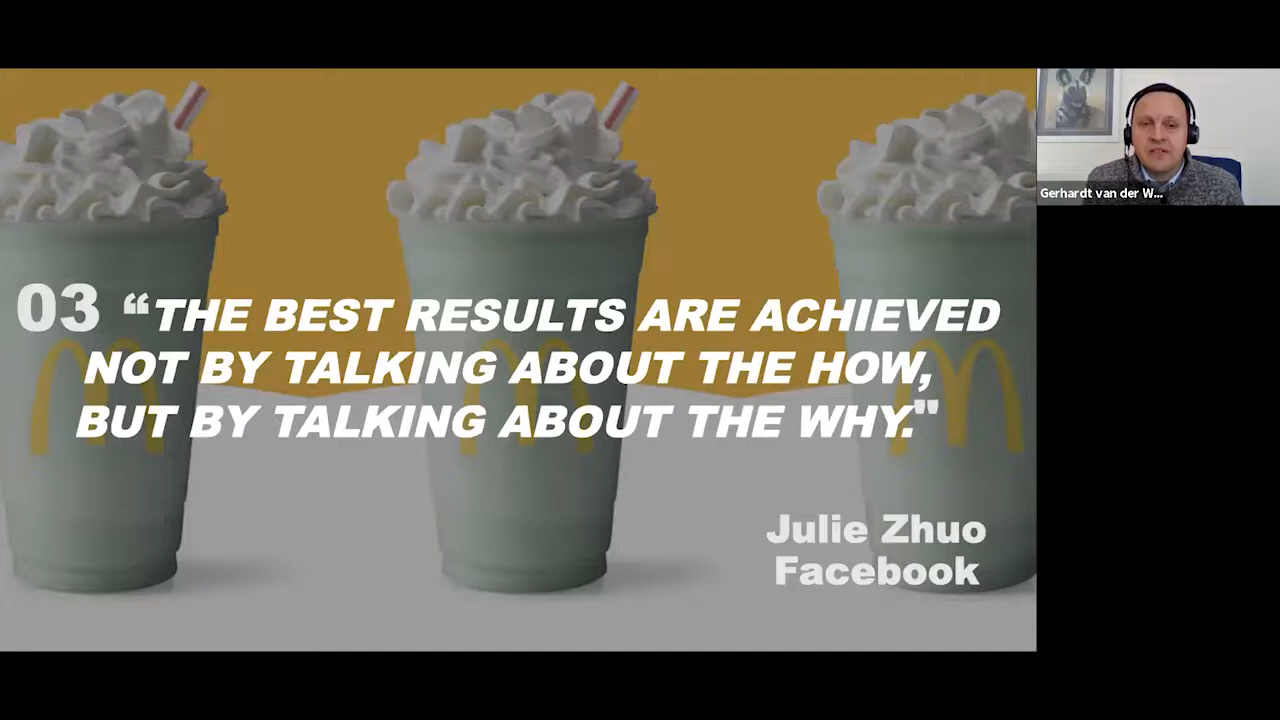 03 “THE BEST RESULTS ARE ACHIEVED
NOT BY TALKING ABOUT THE HOW,
BUT BY TALKING ABOUT THE WHY."
Julie Zhuo
Facebook
Gerhardt van der W...